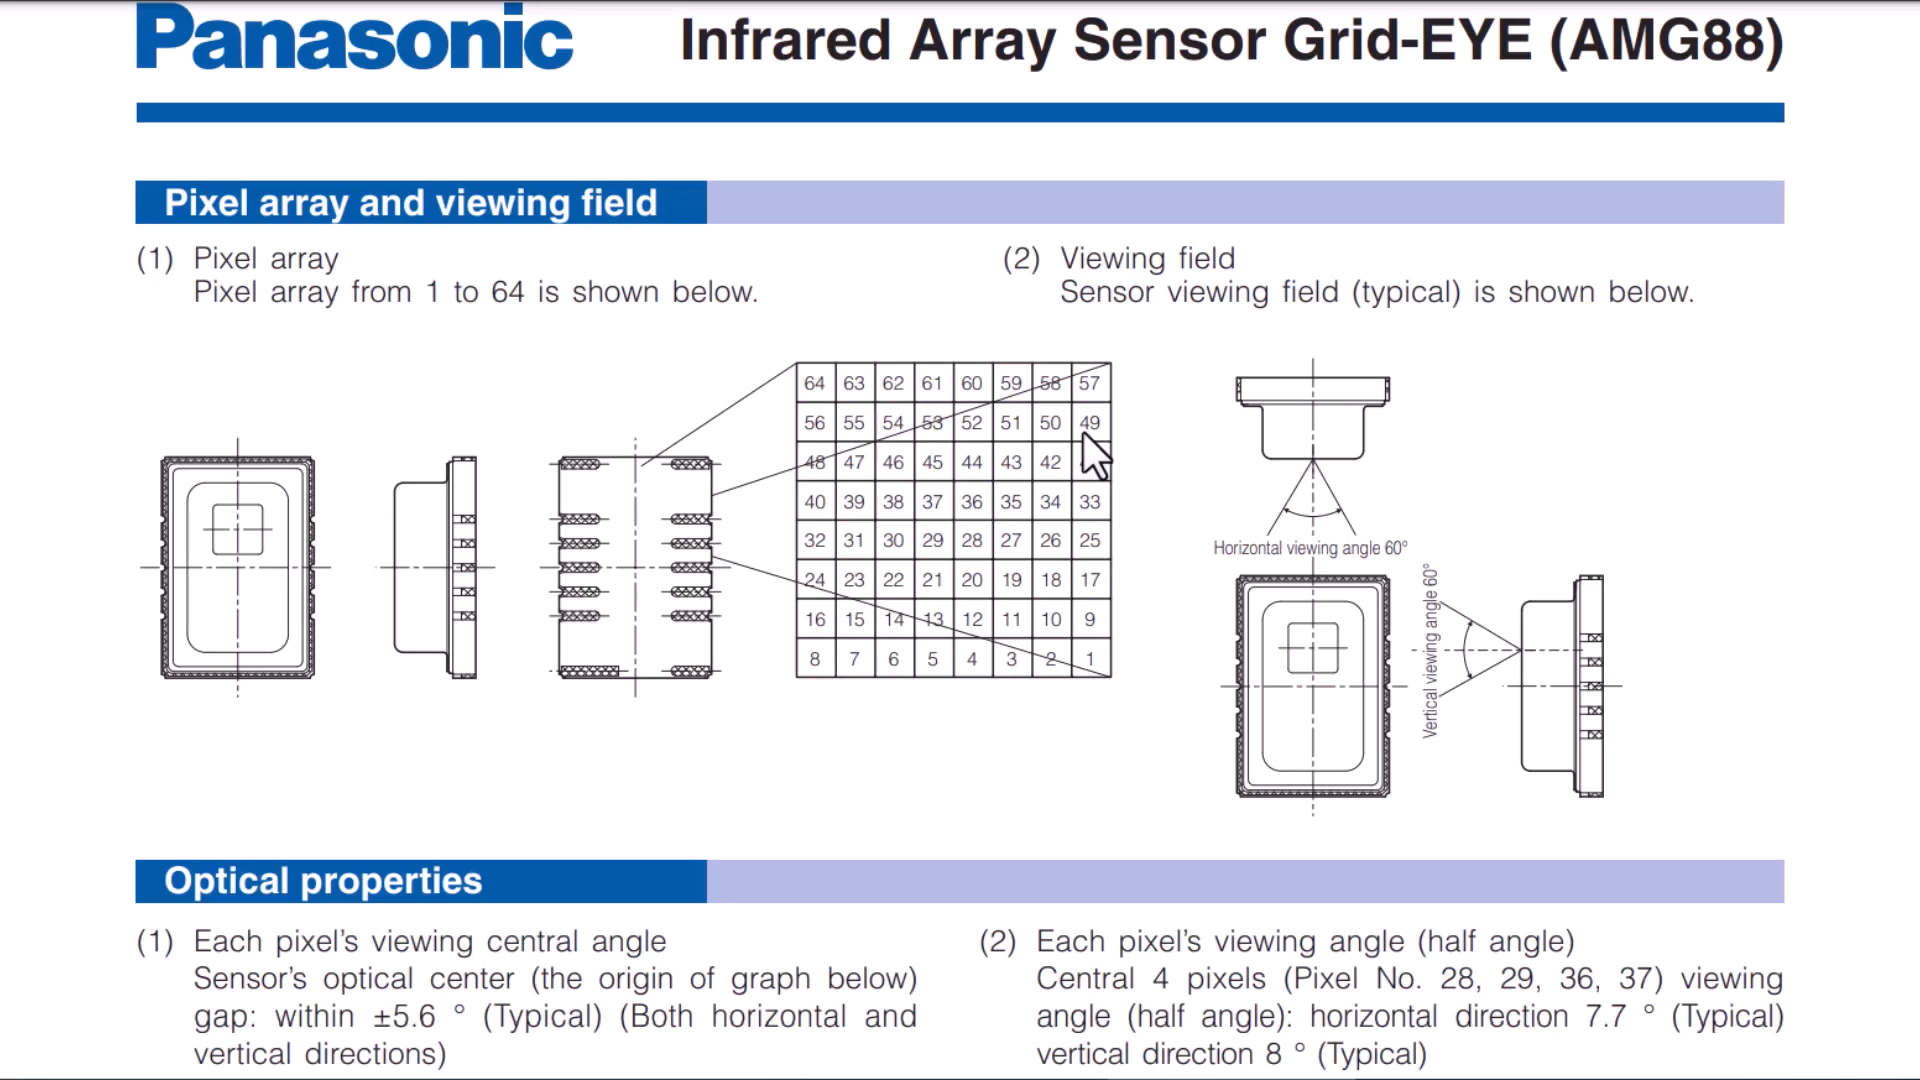 Panasonic
Infrared Array Sensor Grid-EYE (AMG88)
Pixel array and viewing field
(1) Pixel array
Pixel array from 1 to 64 is shown below.
(2) Viewing field
Sensor viewing field (typical) is shown below.
64 63 62 61 60 59 58 57
56 55 54 53 52 51 50 49
48 47 46 45 44 43 42
40 39 38 37 36 35 34 33
32 31 30 29 28 27 26 25
24 23 22 21 20 19 18 17
16 15 14 13 12 11 10 9
8 7 6 5 4 3 2 1
Horizontal viewing angle 60°
Vertical viewing angle 60°
Optical properties
(1) Each pixel's viewing central angle
Sensor's optical center (the origin of graph below)
gap: within ±5.6 ° (Typical) (Both horizontal and
vertical directions)
(2) Each pixel's viewing angle (half angle)
Central 4 pixels (Pixel No. 28, 29, 36, 37) viewing
angle (half angle): horizontal direction 7.7 ° (Typical)
vertical direction 8 ° (Typical)